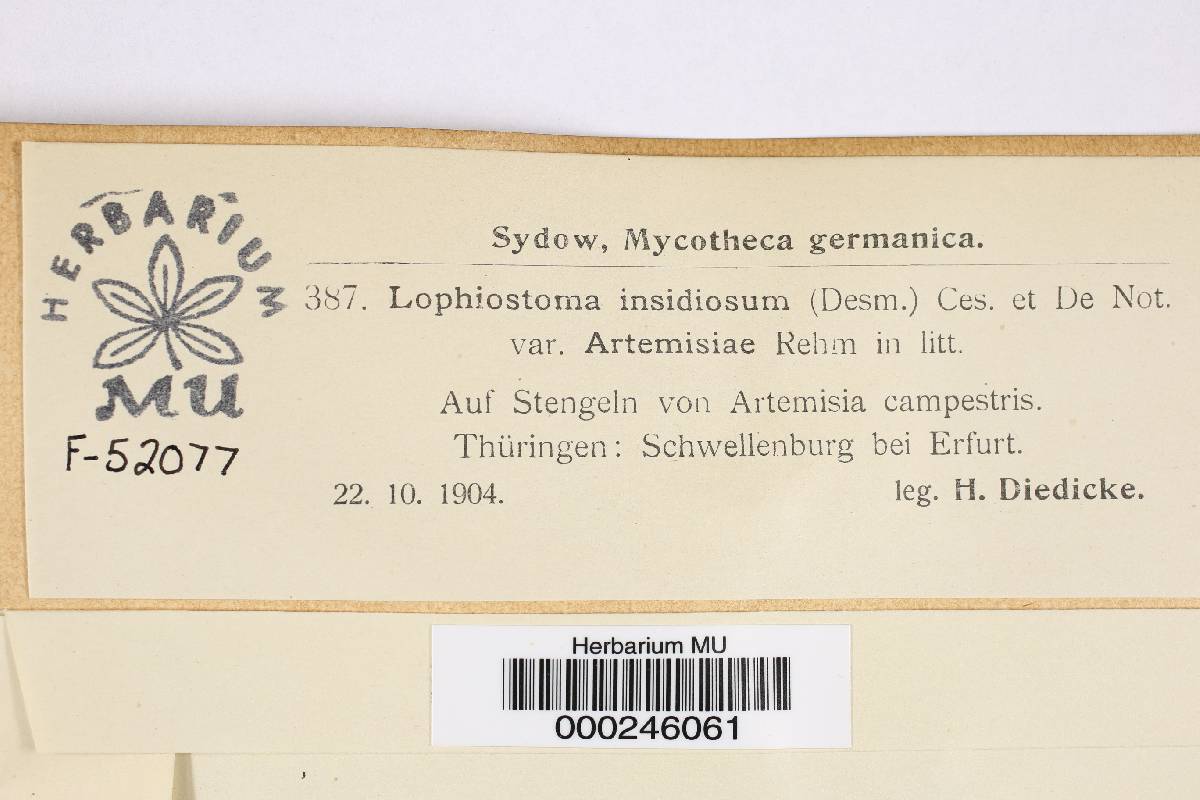 HERBARIUM
MU
F-52077
Sydow, Mycotheca germanica.
387. Lophiostoma insidiosum (Desm.) Ces. et De Not.
var. Artemisiae Rehm in litt.
Auf Stengeln von Artemisia campestris.
Thüringen: Schwellenburg bei Erfurt.
22. 10. 1904. leg. H. Diedicke.
Herbarium MU
000246061